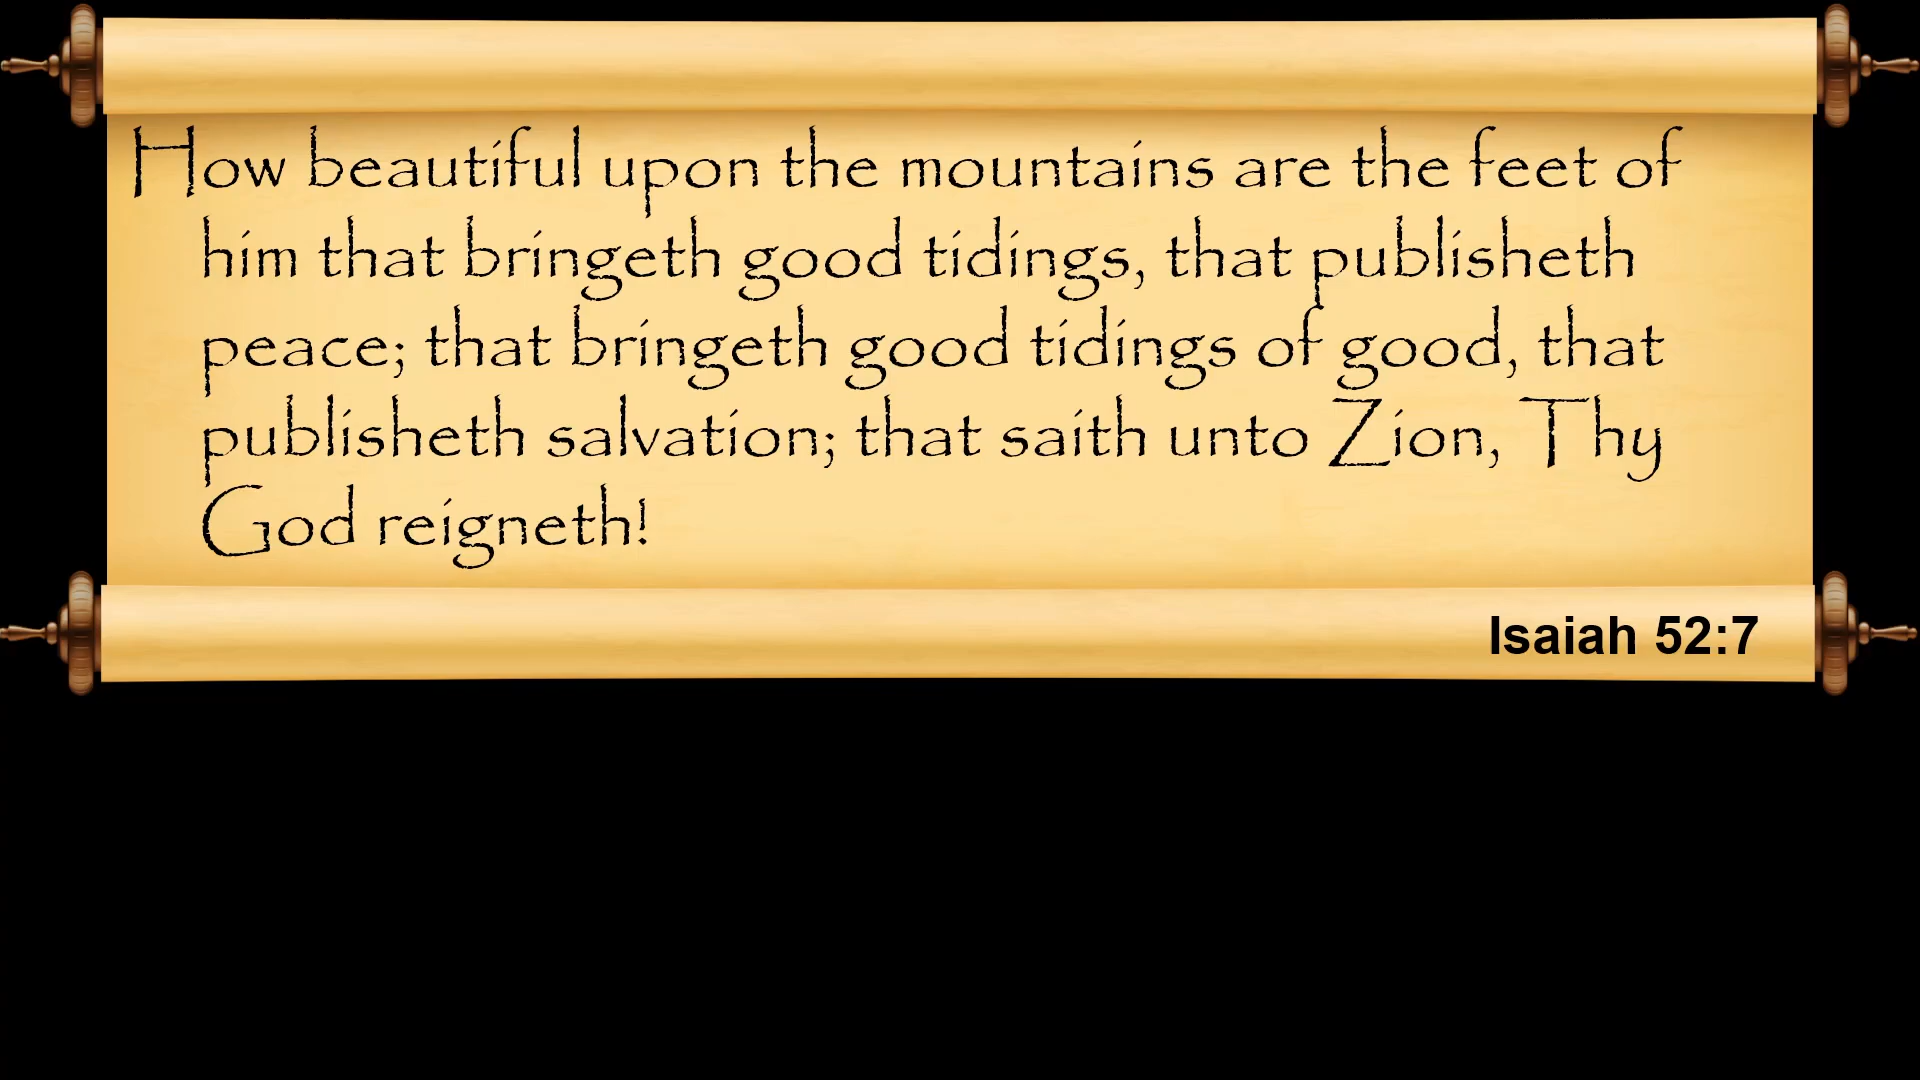 How beautiful upon the mountains are the feet of
him that bringeth good tidings, that publisheth
peace; that bringeth good tidings of good, that
publisheth salvation; that saith unto Zion, Thy
God reigneth!
Isaiah 52:7